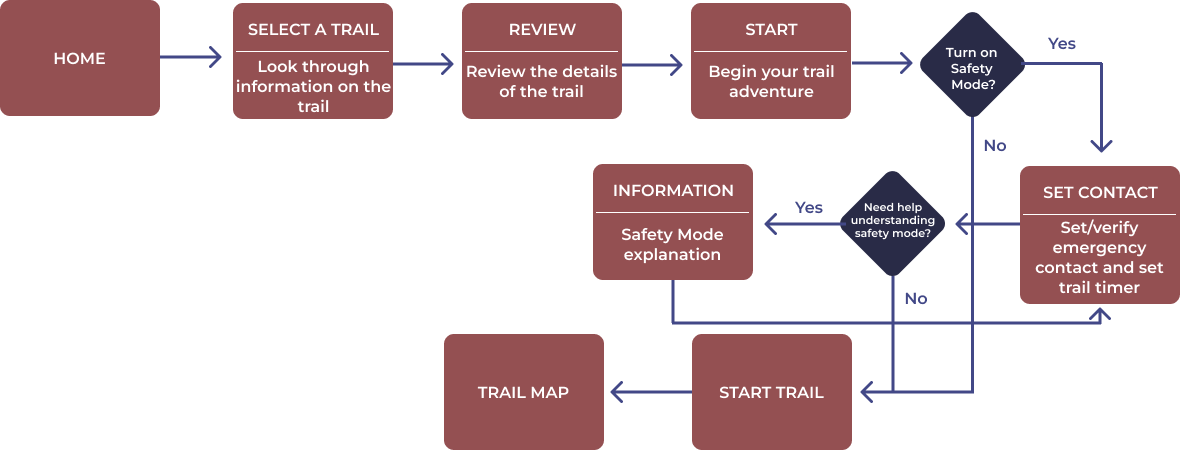 HOME
SELECT A TRAIL
Look through
information on the
trail
REVIEW
Review the details
of the trail
START
Begin your trail
adventure
Turn on
Safety
Mode?
Yes
No
SET CONTACT
Set/verify
emergency
contact and set
trail timer
Need help
understanding
safety mode?
Yes
No
INFORMATION
Safety Mode
explanation
START TRAIL
TRAIL MAP